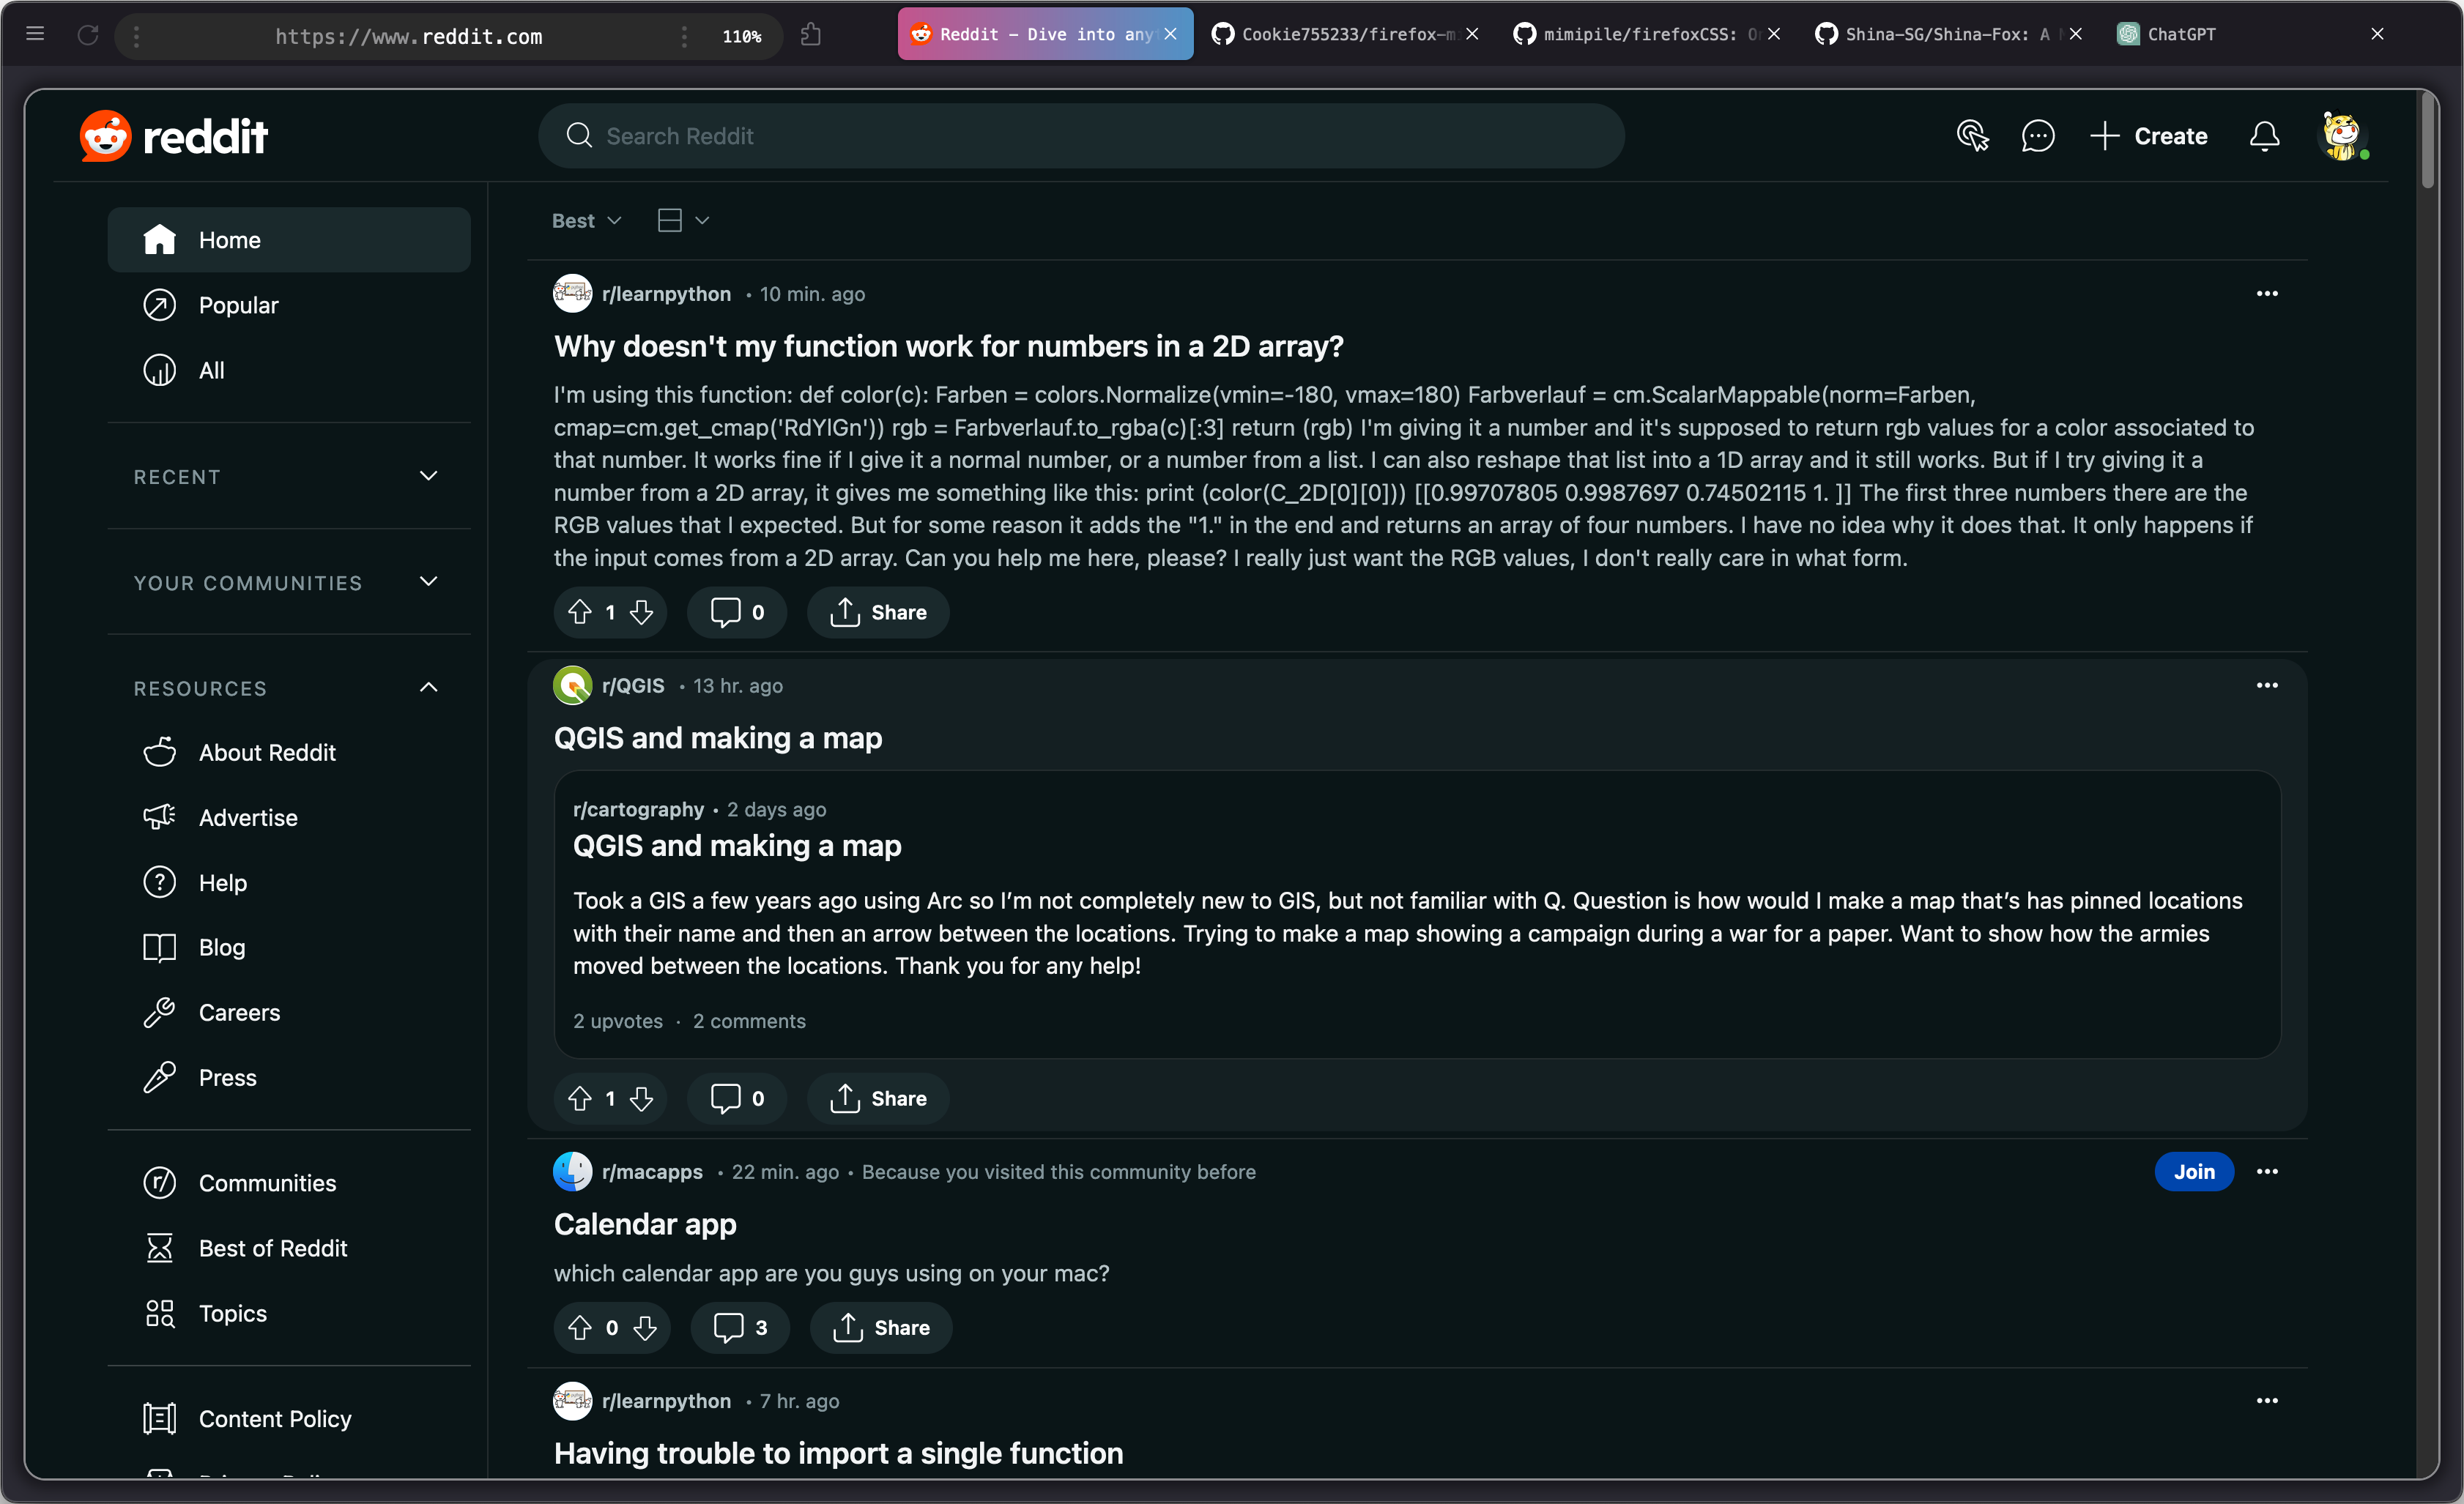 https://www.reddit.com
110%
Reddit - Dive into any
Cookie755233/firefox-m
mimipile/firefoxCSS: O
Shina-SG/Shina-Fox: A
ChatGPT
reddit
Search Reddit
Create
Home
Popular
All
RECENT
YOUR COMMUNITIES
RESOURCES
About Reddit
Advertise
Help
Blog
Careers
Press
Communities
Best of Reddit
Topics
Content Policy
Best
r/learnpython • 10 min. ago
Why doesn't my function work for numbers in a 2D array?
I'm using this function: def color(c): Farben = colors.Normalize(vmin=-180, vmax=180) Farbverlauf = cm.ScalarMappable(norm=Farben,
cmap=cm.get_cmap('RdYlGn')) rgb = Farbverlauf.to_rgba(c)[:3] return (rgb) I'm giving it a number and it's supposed to return rgb values for a color associated to
that number. It works fine if I give it a normal number, or a number from a list. I can also reshape that list into a 1D array and it still works. But if I try giving it a
number from a 2D array, it gives me something like this: print (color(C_2D[0][0])) [[0.99707805 0.9987697 0.74502115 1. ]] The first three numbers there are the
RGB values that I expected. But for some reason it adds the "1." in the end and returns an array of four numbers. I have no idea why it does that. It only happens if
the input comes from a 2D array. Can you help me here, please? I really just want the RGB values, I don't really care in what form.
1
0
Share
r/QGIS • 13 hr. ago
QGIS and making a map
r/cartography • 2 days ago
QGIS and making a map
Took a GIS a few years ago using Arc so I’m not completely new to GIS, but not familiar with Q. Question is how would I make a map that’s has pinned locations
with their name and then an arrow between the locations. Trying to make a map showing a campaign during a war for a paper. Want to show how the armies
moved between the locations. Thank you for any help!
2 upvotes · 2 comments
1
0
Share
r/macapps • 22 min. ago • Because you visited this community before
Join
Calendar app
which calendar app are you guys using on your mac?
0
3
Share
r/learnpython • 7 hr. ago
Having trouble to import a single function